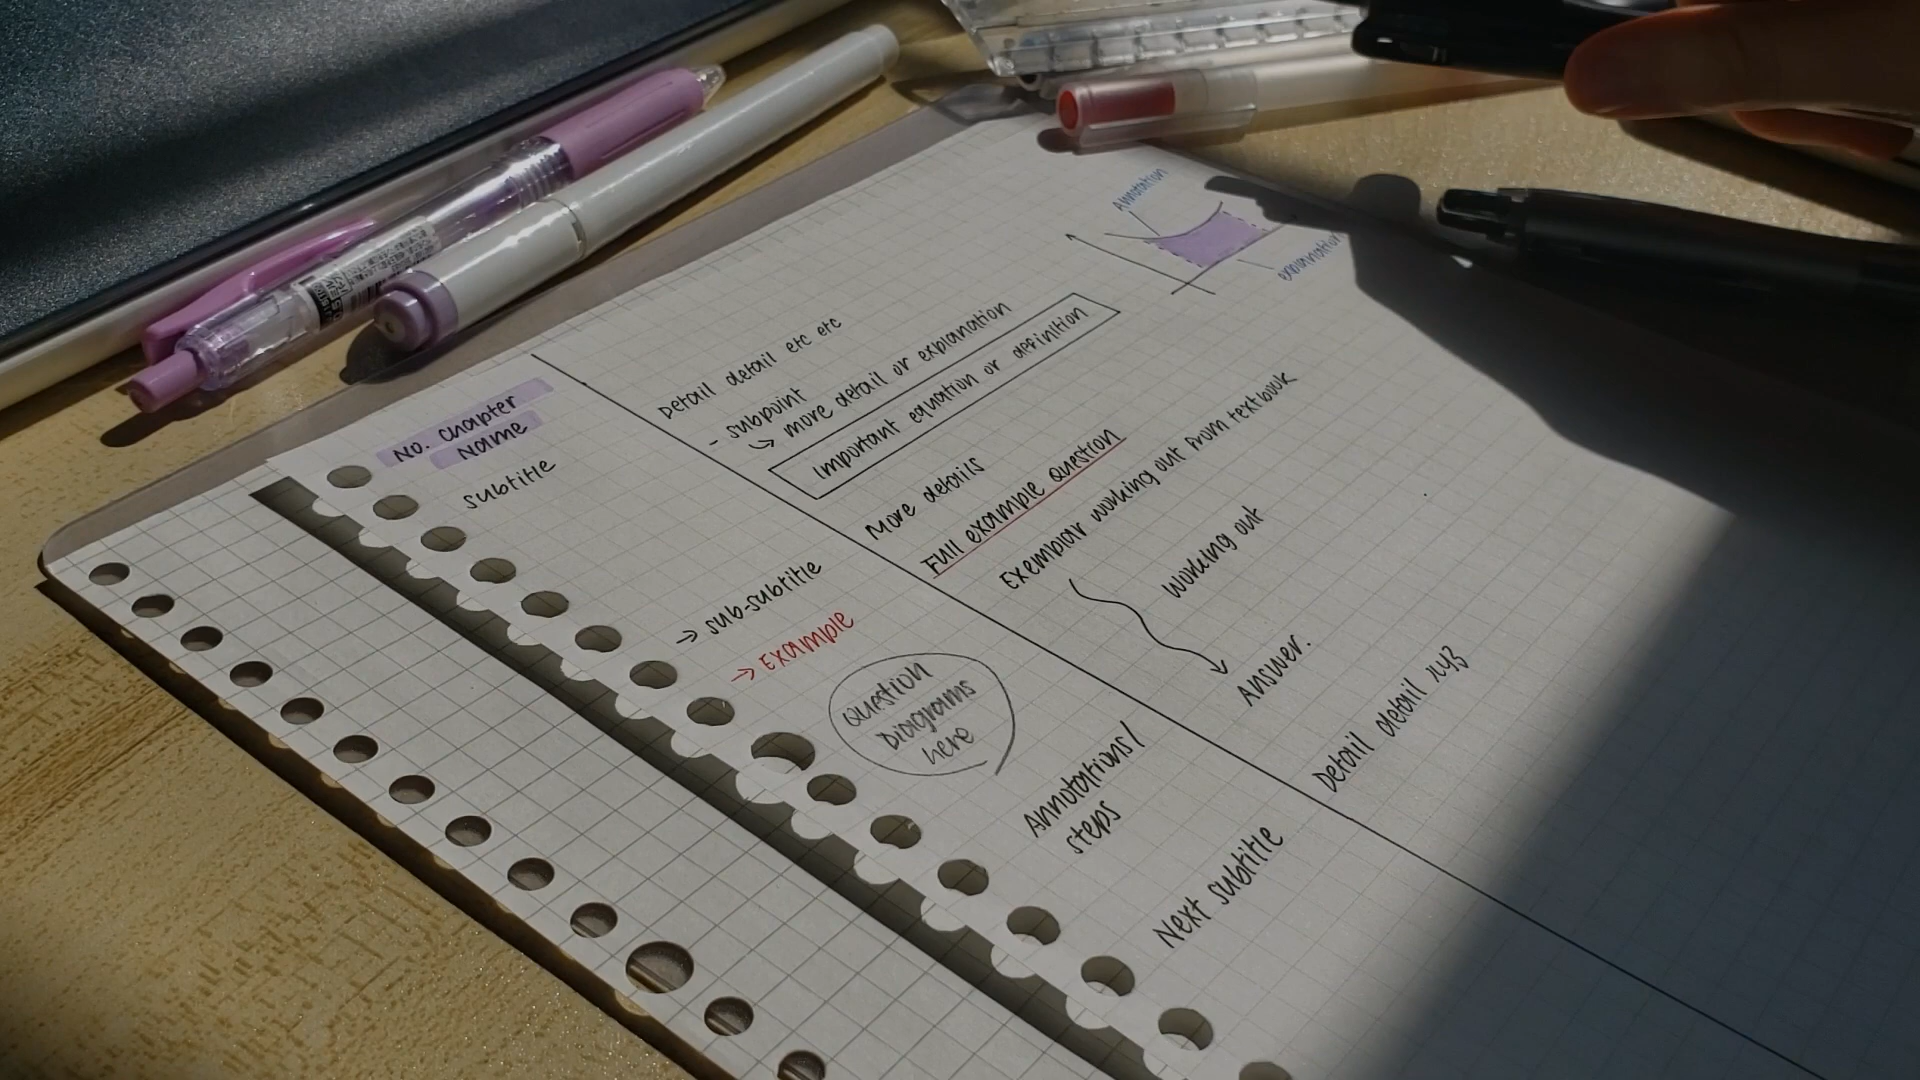 No. chapter
Name
subtitle
→ sub-subtitle
→ Example
Question
Diagrams
here
Annotations/
steps
Next subtitle
Detail detail etc etc
- subpoint
↳ more detail or explanation
Important equation or definition
More details
Full example question
Exemplar working out from textbook
working out
Answer.
Detail detail xyz
Annotation
explanation